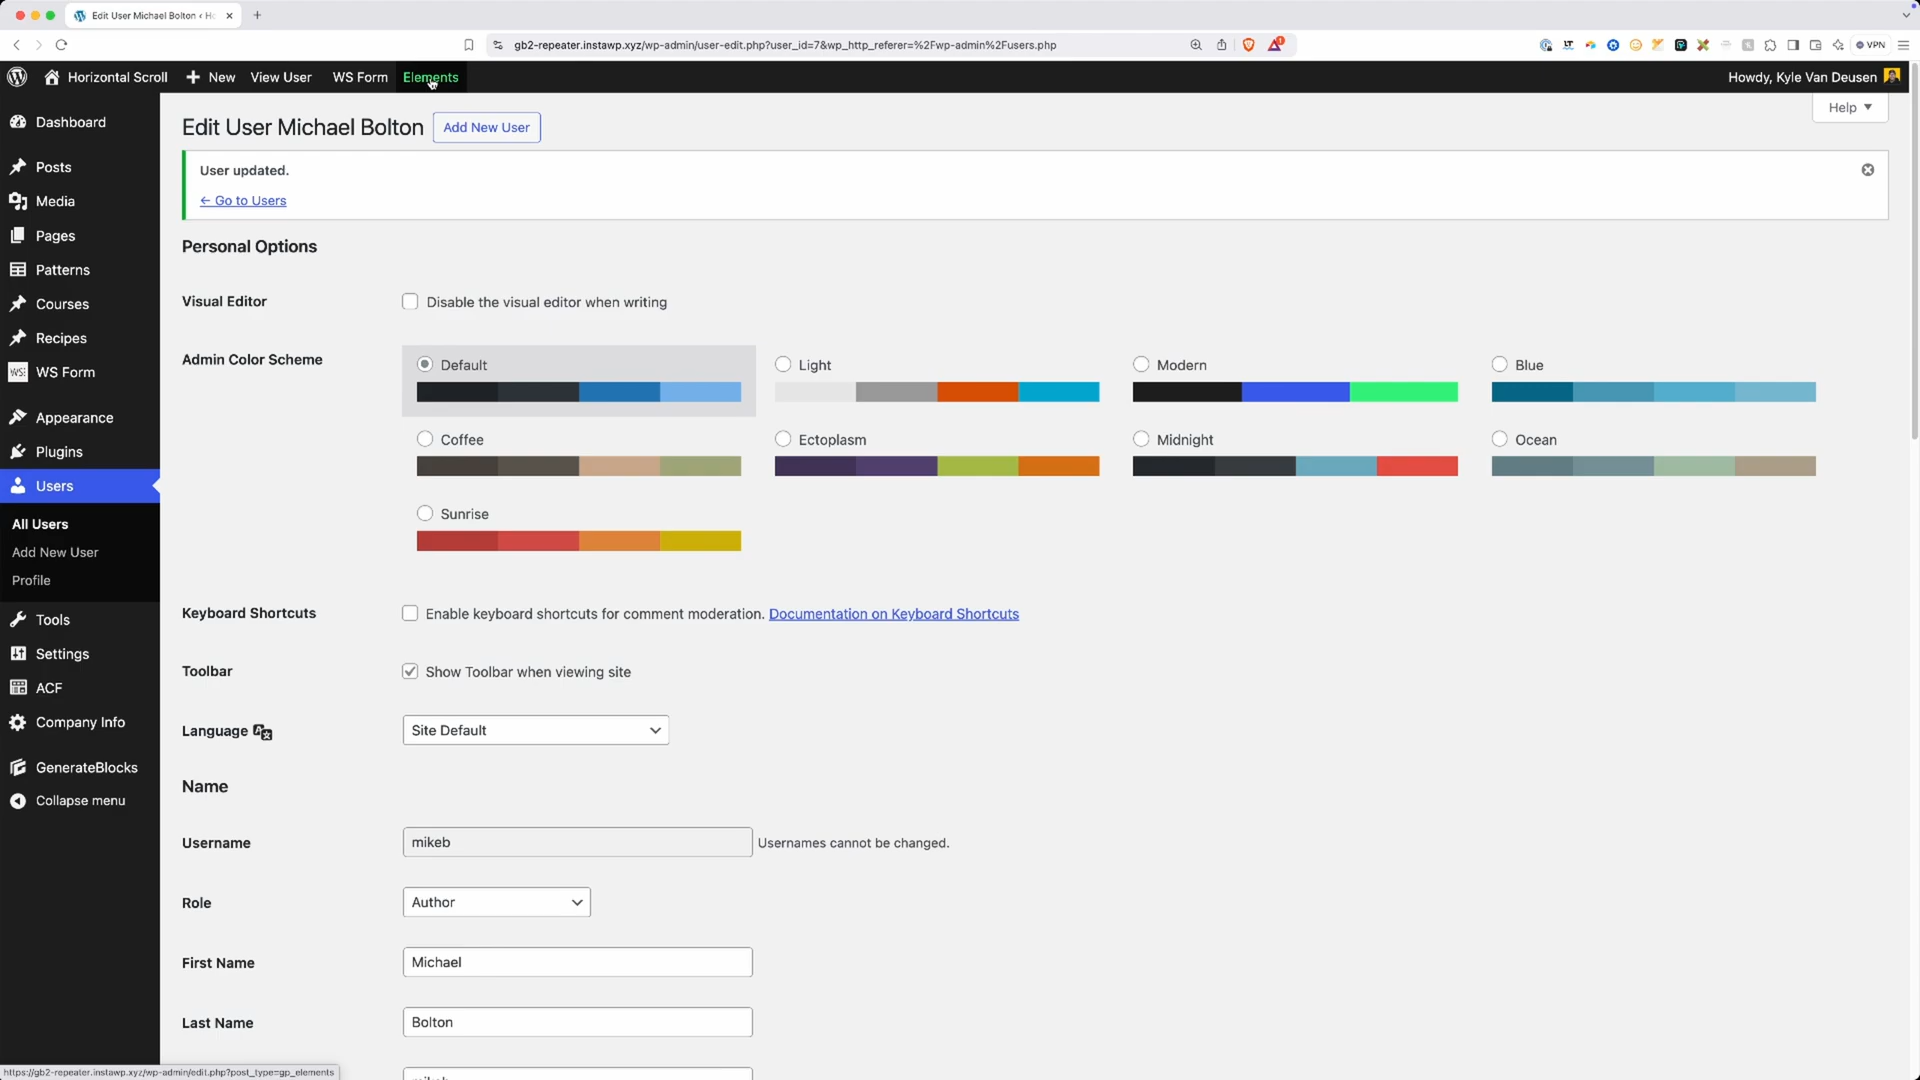 Edit User Michael Bolton ‹ Ho
gb2-repeater.instawp.xyz/wp-admin/user-edit.php?user_id=7&wp_http_referer=%2Fwp-admin%2Fusers.php
VPN
Horizontal Scroll
New
View User
WS Form
Elements
Howdy, Kyle Van Deusen
Help
Dashboard
Posts
Media
Pages
Patterns
Courses
Recipes
WS Form
Appearance
Plugins
Users
All Users
Add New User
Profile
Tools
Settings
ACF
Company Info
GenerateBlocks
Collapse menu
Edit User Michael Bolton
Add New User
User updated.
← Go to Users
Personal Options
Visual Editor
Disable the visual editor when writing
Admin Color Scheme
Default
Light
Modern
Blue
Coffee
Ectoplasm
Midnight
Ocean
Sunrise
Keyboard Shortcuts
Enable keyboard shortcuts for comment moderation. Documentation on Keyboard Shortcuts
Toolbar
Show Toolbar when viewing site
Language
Site Default
Name
Username
mikeb
Usernames cannot be changed.
Role
Author
First Name
Michael
Last Name
Bolton
https://gb2-repeater.instawp.xyz/wp-admin/edit.php?post_type=gp_elements